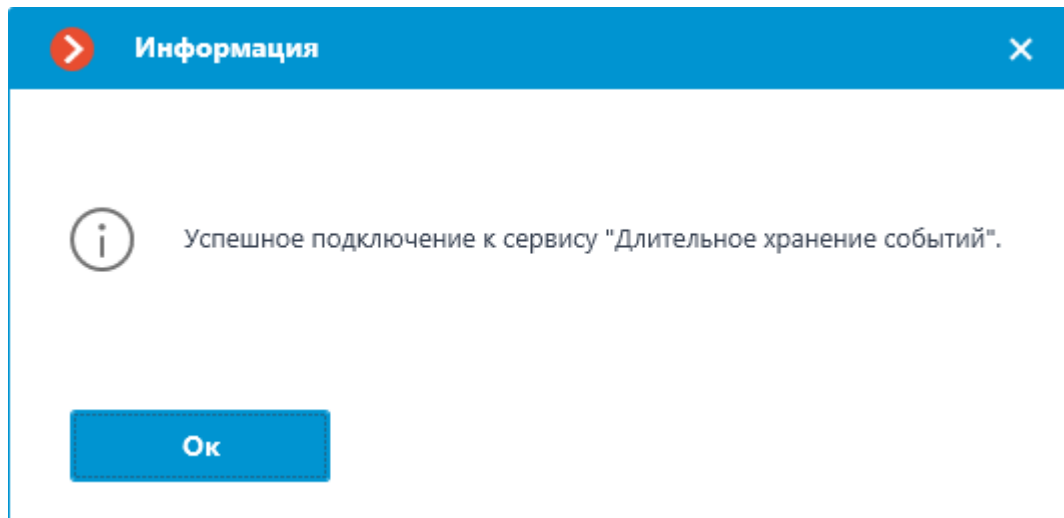 Информация
Успешное подключение к сервису "Длительное хранение событий".
Ок